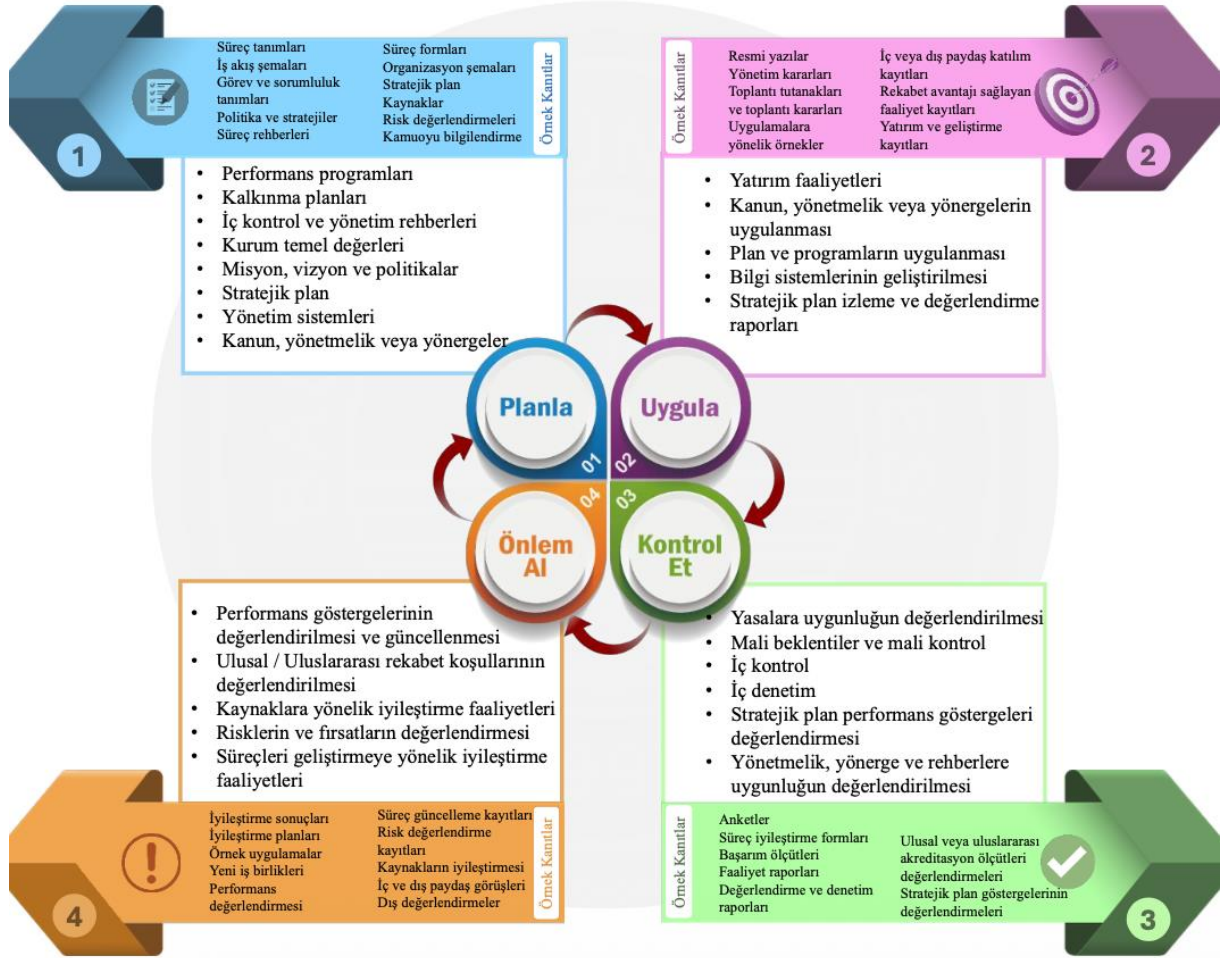 Süreç tanımları
İş akış şemaları
Görev ve sorumluluk
tanımları
Politika ve stratejiler
Süreç rehberleri
Süreç formları
Organizasyon şemaları
Stratejik plan
Kaynaklar
Risk değerlendirmeleri
Kamuoyu bilgilendirme
Örnek Kanıtlar
1
• Performans programları
• Kalkınma planları
• İç kontrol ve yönetim rehberleri
• Kurum temel değerleri
• Misyon, vizyon ve politikalar
• Stratejik plan
• Yönetim sistemleri
• Kanun, yönetmelik veya yönergeler
Örnek Kanıtlar
Resmi yazılar
Yönetim kararları
Toplantı tutanakları
ve toplantı kararları
Uygulamalara
yönelik örnekler
İç veya dış paydaş katılım
kayıtları
Rekabet avantajı sağlayan
faaliyet kayıtları
Yatırım ve geliştirme
kayıtları
2
• Yatırım faaliyetleri
• Kanun, yönetmelik veya yönergelerin
uygulanması
• Plan ve programların uygulanması
• Bilgi sistemlerinin geliştirilmesi
• Stratejik plan izleme ve değerlendirme
raporları
Planla
01
Uygula
02
Önlem
Al
04
Kontrol
Et
03
• Performans göstergelerinin
değerlendirilmesi ve güncellenmesi
• Ulusal / Uluslararası rekabet koşullarının
değerlendirilmesi
• Kaynaklara yönelik iyileştirme faaliyetleri
• Risklerin ve fırsatların değerlendirmesi
• Süreçleri geliştirmeye yönelik iyileştirme
faaliyetleri
• Yasalara uygunluğun değerlendirilmesi
• Mali beklentiler ve mali kontrol
• İç kontrol
• İç denetim
• Stratejik plan performans göstergeleri
değerlendirmesi
• Yönetmelik, yönerge ve rehberlere
uygunluğun değerlendirilmesi
4
İyileştirme sonuçları
İyileştirme planları
Örnek uygulamalar
Yeni iş birlikleri
Performans
değerlendirmesi
Süreç güncelleme kayıtları
Risk değerlendirme
kayıtları
Kaynakların iyileştirmesi
İç ve dış paydaş görüşleri
Dış değerlendirmeler
Örnek Kanıtlar
Örnek Kanıtlar
Anketler
Süreç iyileştirme formları
Başarım ölçütleri
Faaliyet raporları
Değerlendirme ve denetim
raporları
Ulusal veya uluslararası
akreditasyon ölçütleri
değerlendirmeleri
Stratejik plan göstergelerinin
değerlendirmeleri
3